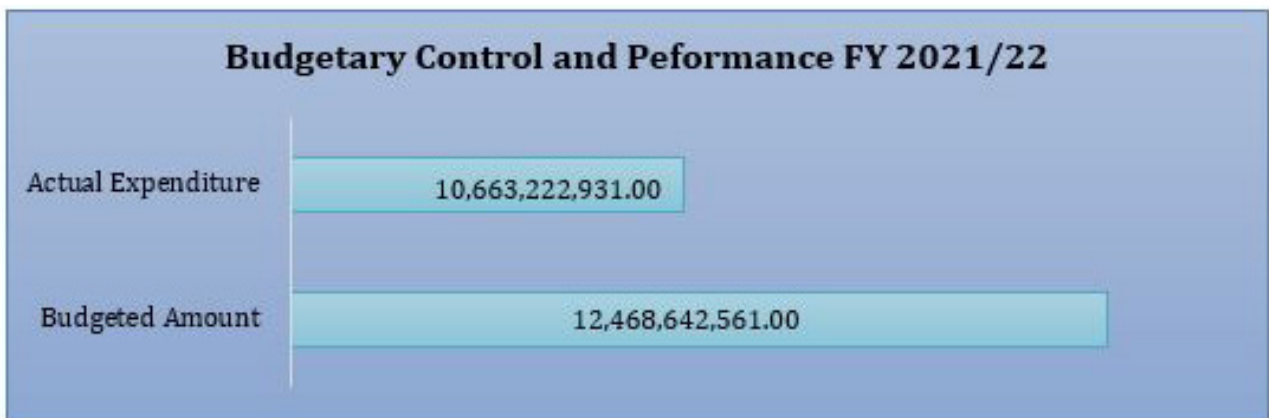 Budgetary Control and Peformance FY 2021/22
Actual Expenditure
10,663,222,931.00
Budgeted Amount
12,468,642,561.00